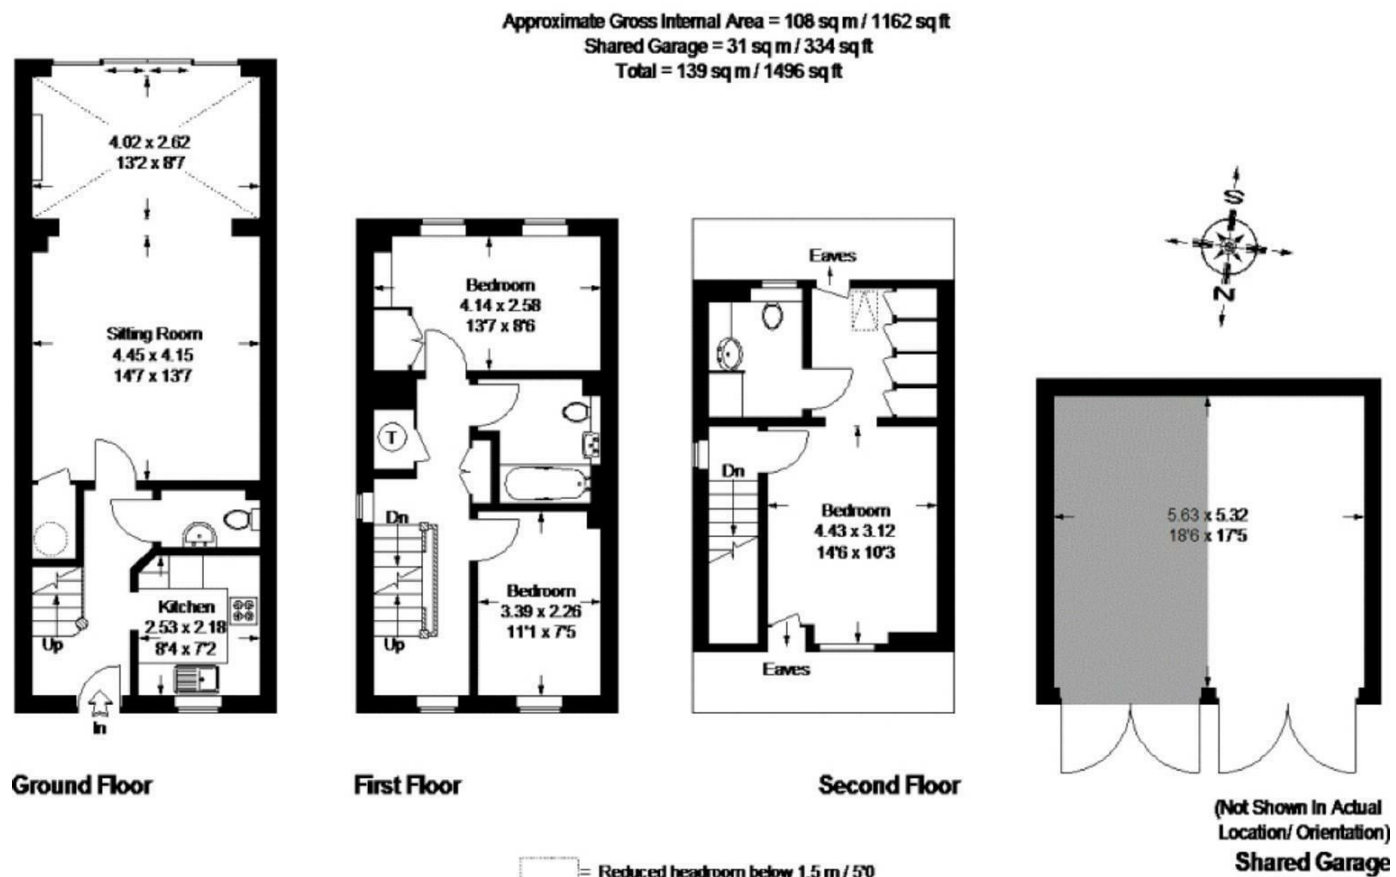 Approximate Gross Internal Area = 108 sq m / 1162 sq ft
Shared Garage = 31 sq m / 334 sq ft
Total = 139 sq m / 1496 sq ft
4.02 x 2.62
13'2 x 8'7
Sitting Room
4.45 x 4.15
14'7 x 13'7
Kitchen
2.53 x 2.18
8'4 x 7'2
Up
In
Ground Floor
Bedroom
4.14 x 2.58
13'7 x 8'6
T
Dn
Up
Bedroom
3.39 x 2.26
11'1 x 7'5
First Floor
Eaves
Dn
Bedroom
4.43 x 3.12
14'6 x 10'3
Eaves
Second Floor
S
N
5.63 x 5.32
18'6 x 17'5
(Not Shown In Actual
Location/ Orientation)
Shared Garage
= Reduced headroom below 1.5 m / 5'0